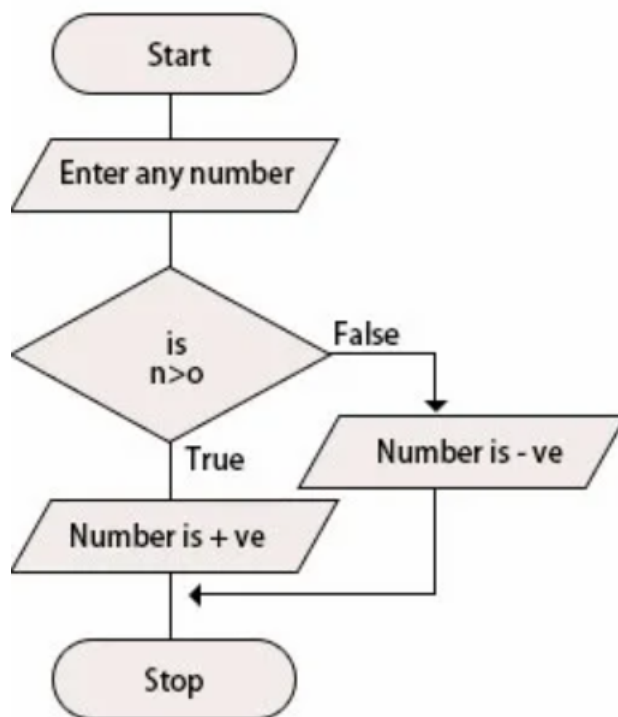 Start
Enter any number
is
n>o
False
True
Number is - ve
Number is + ve
Stop